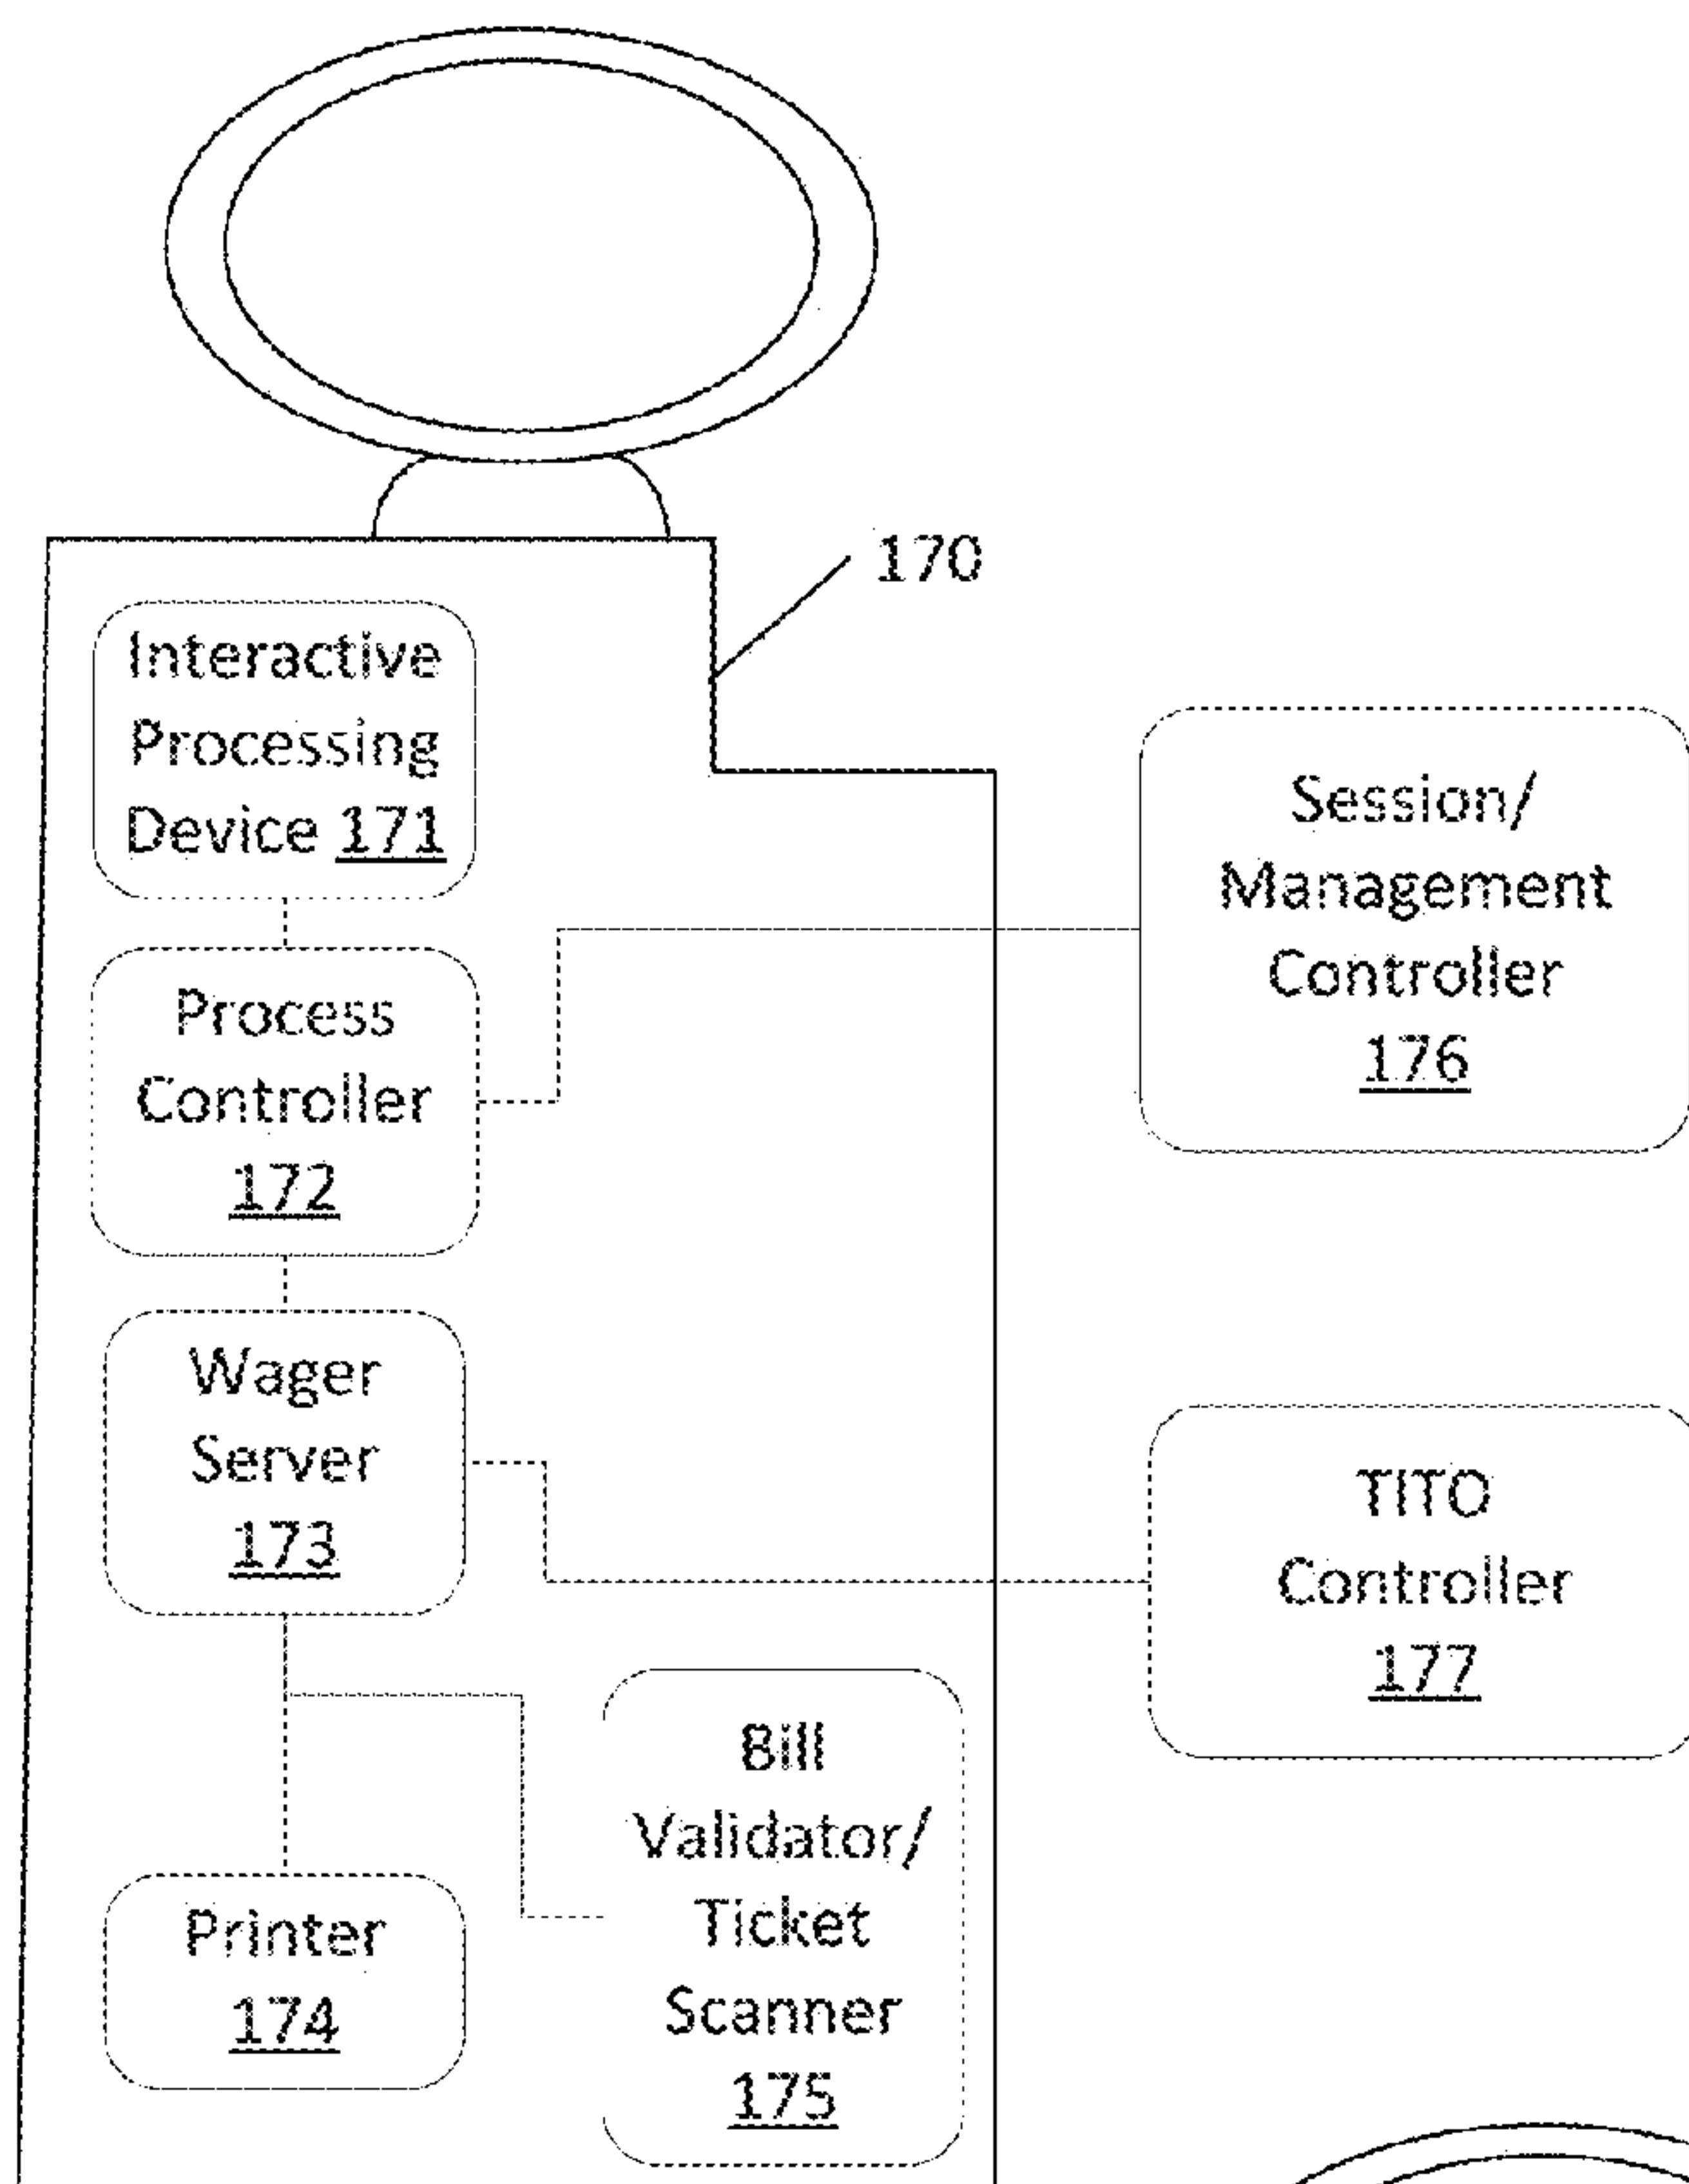 170
Interactive
Processing
Device 171
Session/
Management
Controller
176
Process
Controller
172
Wager
Server
173
TITO
Controller
177
Bill
Validator/
Ticket
Scanner
175
Printer
174